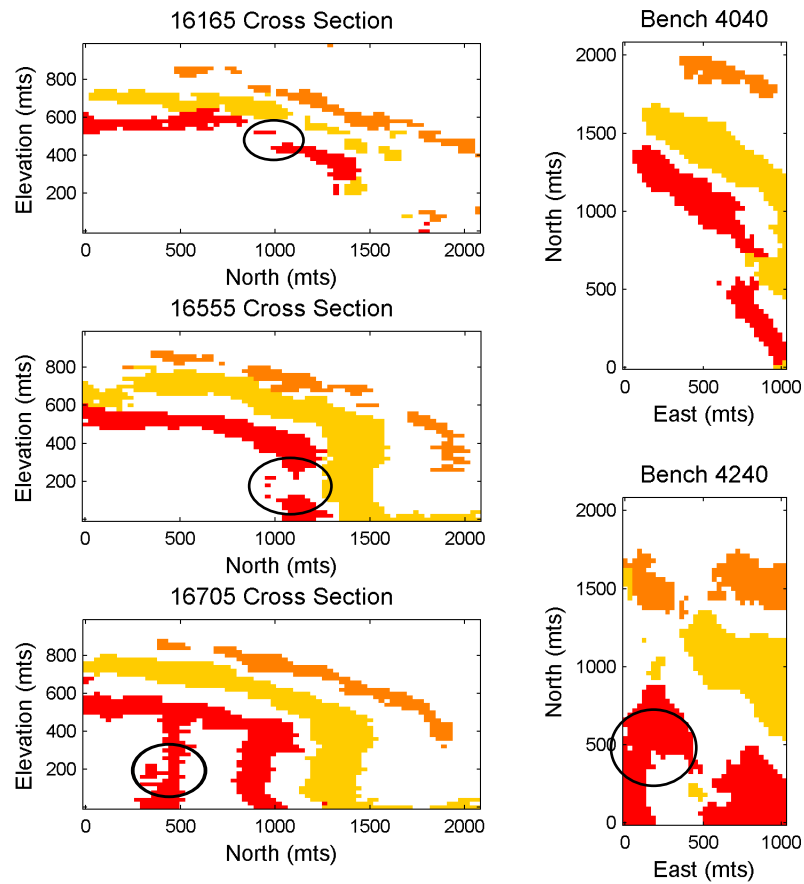 16165 Cross Section
Elevation (mts)
800
600
400
200
0 500 1000 1500 2000
North (mts)
16555 Cross Section
Elevation (mts)
800
600
400
200
0 500 1000 1500 2000
North (mts)
16705 Cross Section
Elevation (mts)
800
600
400
200
0 500 1000 1500 2000
North (mts)
Bench 4040
North (mts)
2000
1500
1000
500
0
0 500 1000
East (mts)
Bench 4240
North (mts)
2000
1500
1000
500
0
0 500 1000
East (mts)